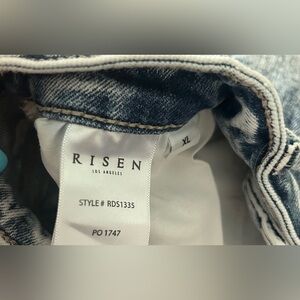 RISEN
LOS ANGELES
STYLE # RDS1335
PO 1747
XL